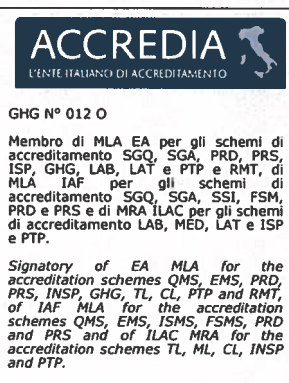 ACCREDIA
L'ENTE ITALIANO DI ACCREDITAMENTO
GHG N° 012 O
Membro di MLA EA per gli schemi di
accreditamento SGQ, SGA, PRD, PRS,
ISP, GHG, LAB, LAT e PTP e RMT, di
MLA IAF per gli schemi di
accreditamento SGQ, SGA, SSI, FSM,
PRD e PRS e di MRA ILAC per gli schemi
di accreditamento LAB, MED, LAT e ISP
e PTP.
Signatory of EA MLA for the
accreditation schemes QMS, EMS, PRD,
PRS, INSP, GHG, TL, CL, PTP and RMT,
of IAF MLA for the accreditation
schemes QMS, EMS, ISMS, FSMS, PRD
and PRS and of ILAC MRA for the
accreditation schemes TL, ML, CL, INSP
and PTP.